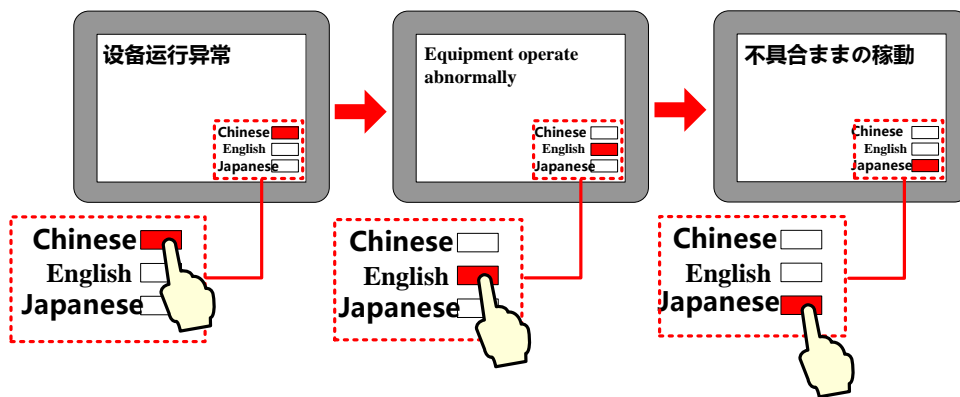 设备运行异常
Chinese
English
Japanese
Equipment operate
abnormally
Chinese
English
Japanese
不具合ままの稼動
Chinese
English
Japanese
Chinese
English
Japanese
Chinese
English
Japanese
Chinese
English
Japanese